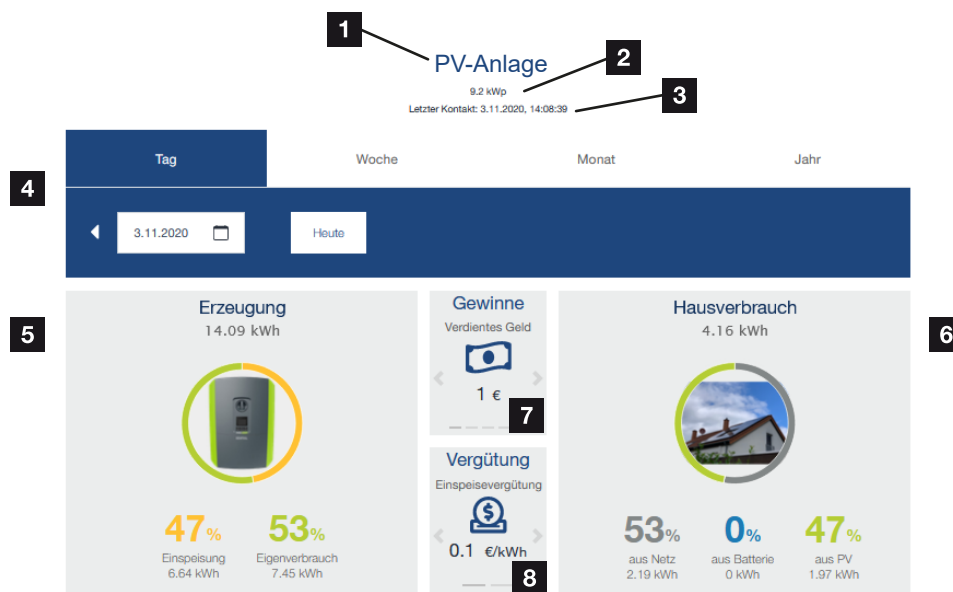 1
PV-Anlage
2
9.2 kWp
3
Letzter Kontakt: 3.11.2020, 14:08:39
Tag Woche Monat Jahr
4
3.11.2020 Heute
5
Erzeugung
14.09 kWh
47%
Einspeisung
6.64 kWh
53%
Eigenverbrauch
7.45 kWh
Gewinne
Verdientes Geld
1 €
7
Vergütung
Einspeisevergütung
0.1 €/kWh
8
Hausverbrauch
4.16 kWh
6
53%
aus Netz
2.19 kWh
0%
aus Batterie
0 kWh
47%
aus PV
1.97 kWh